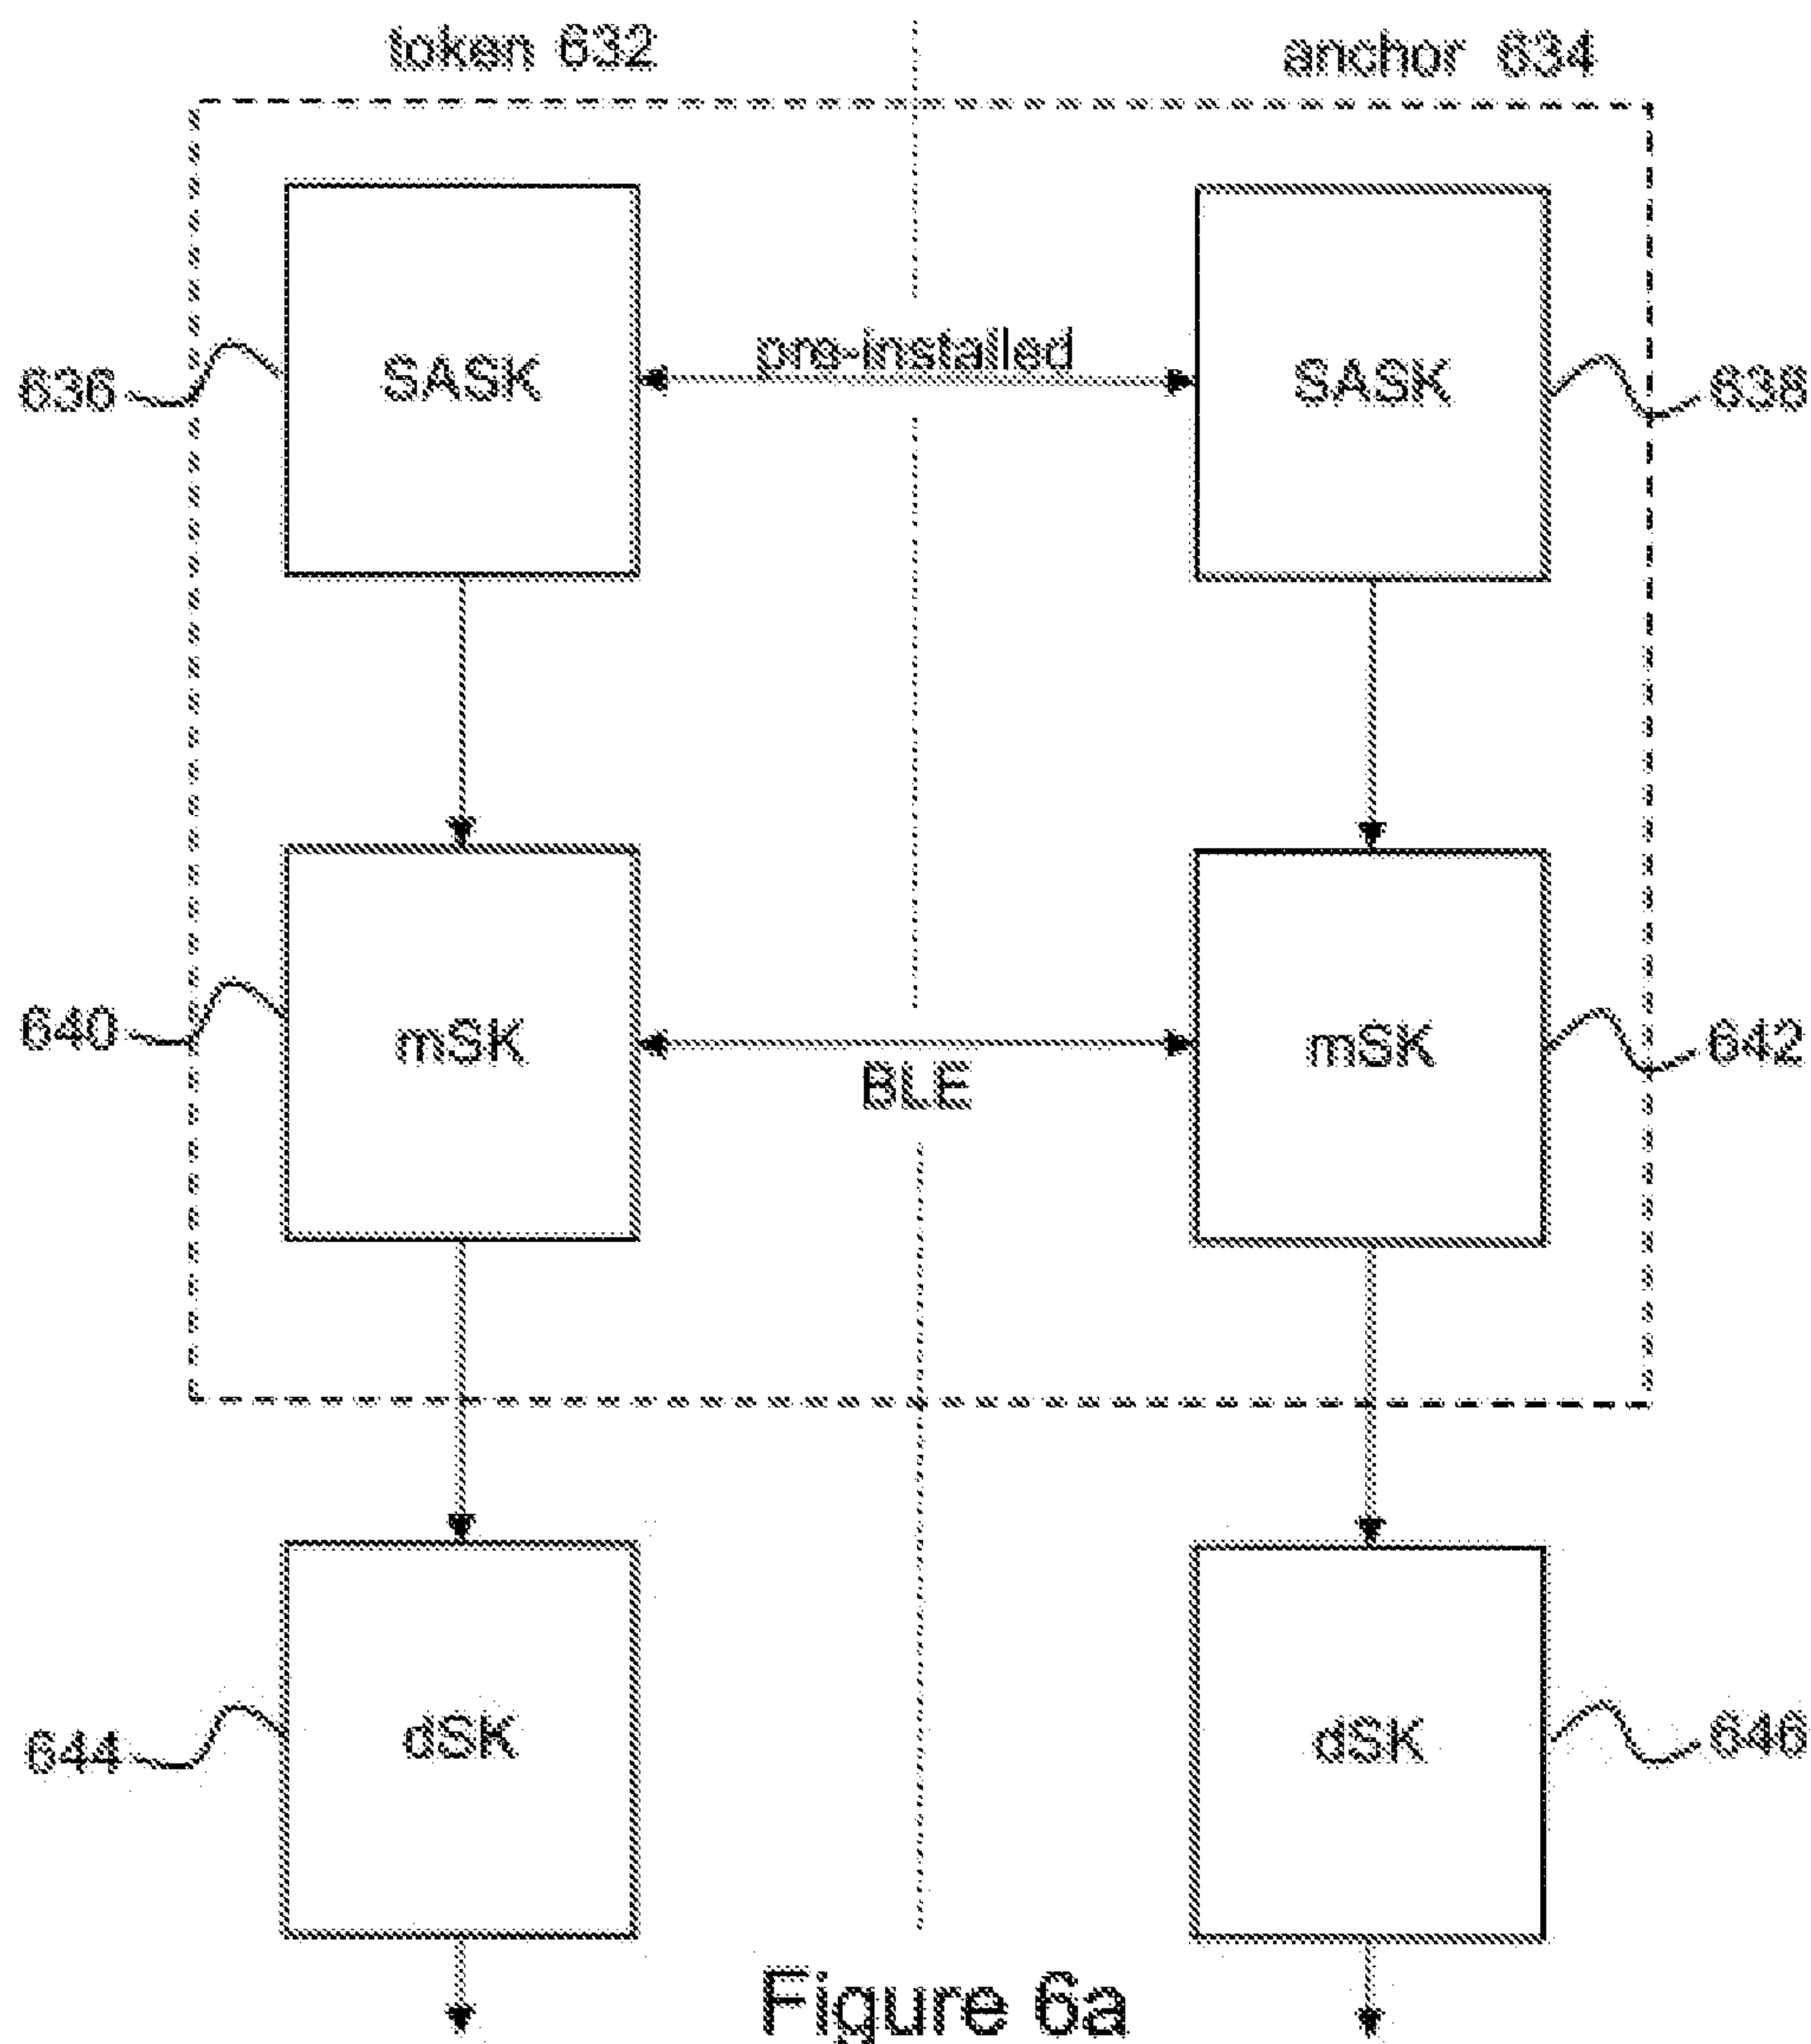 token 632
anchor 634
SASK
pre-installed
SASK
636
638
mSK
BLE
mSK
640
642
dSK
dSK
644
646
Figure 6a